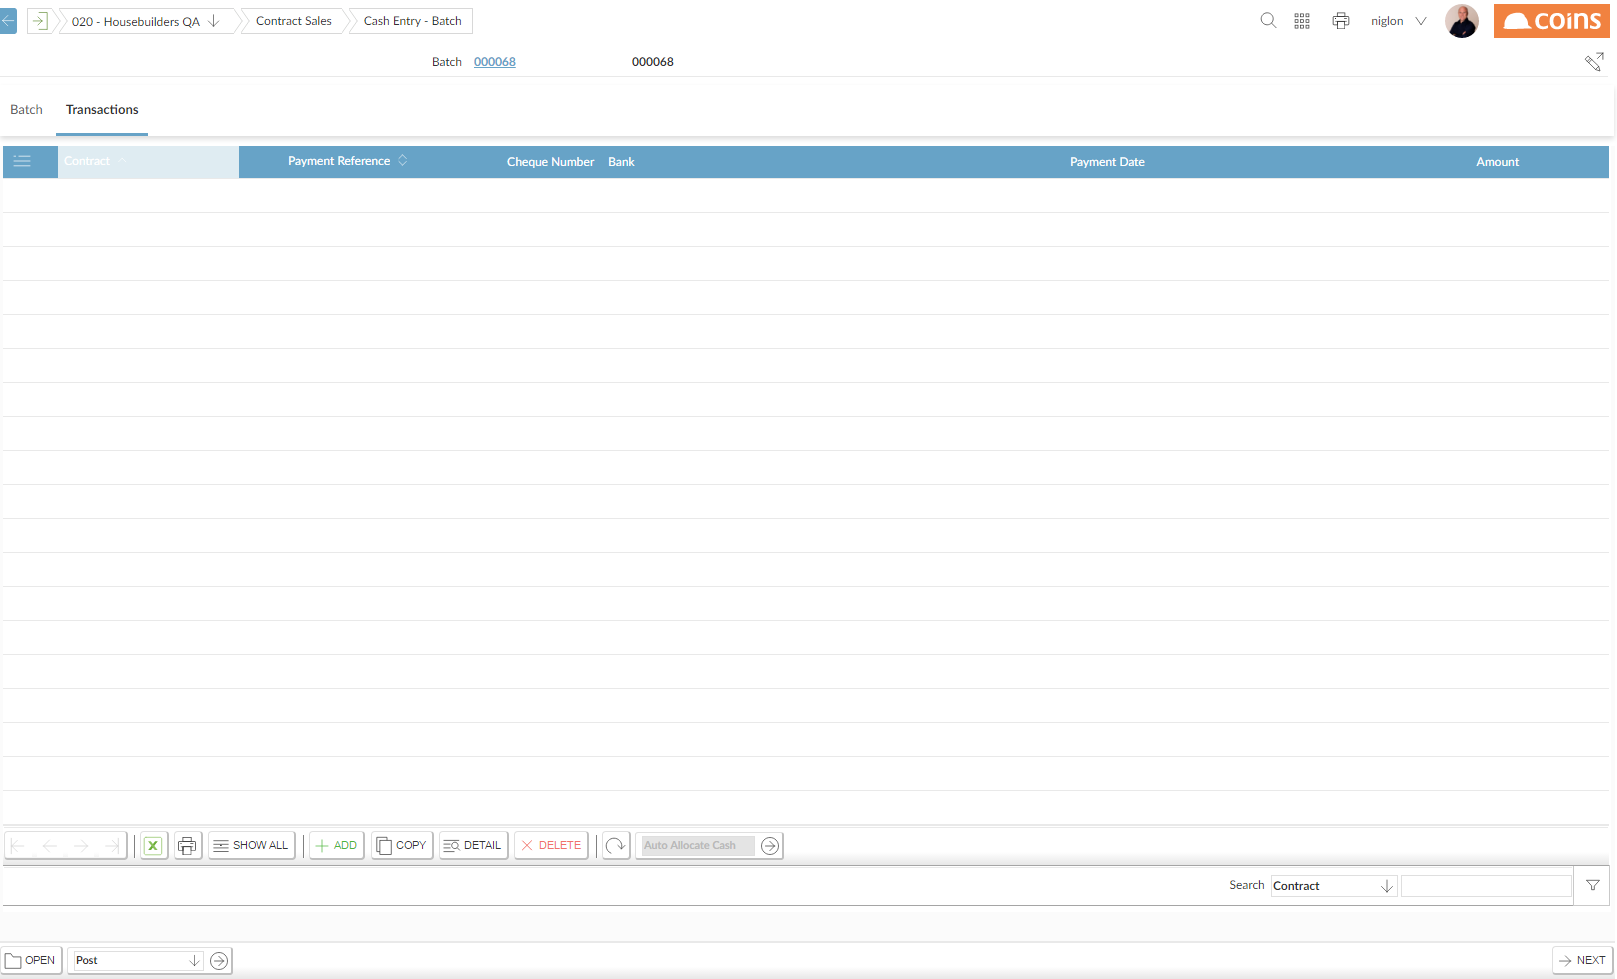 020 - Housebuilders QA Contract Sales Cash Entry - Batch niglon coins
Batch 000068 000068
Batch Transactions
Contract Payment Reference Cheque Number Bank Payment Date Amount
SHOW ALL ADD COPY DETAIL DELETE Auto Allocate Cash
Search Contract
OPEN Post NEXT